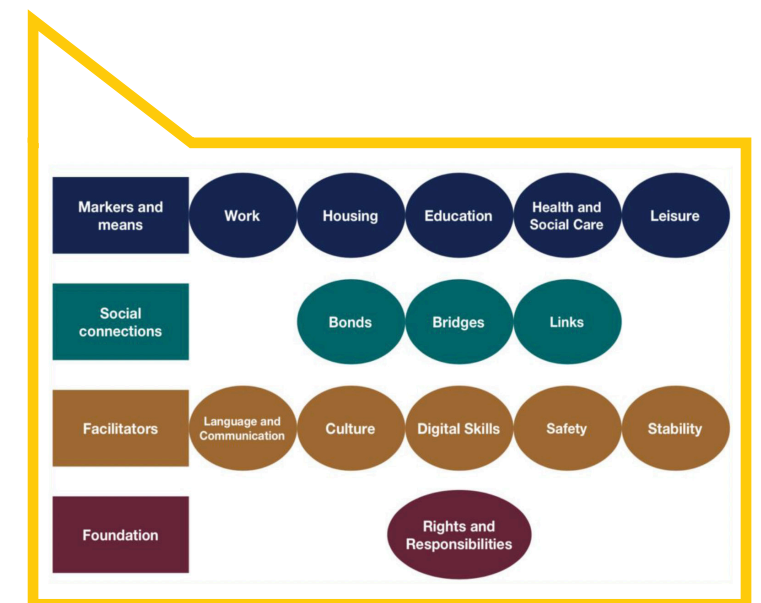 Markers and
means
Work
Housing
Education
Health and
Social Care
Leisure
Social
connections
Bonds
Bridges
Links
Facilitators
Language and
Communication
Culture
Digital Skills
Safety
Stability
Foundation
Rights and
Responsibilities